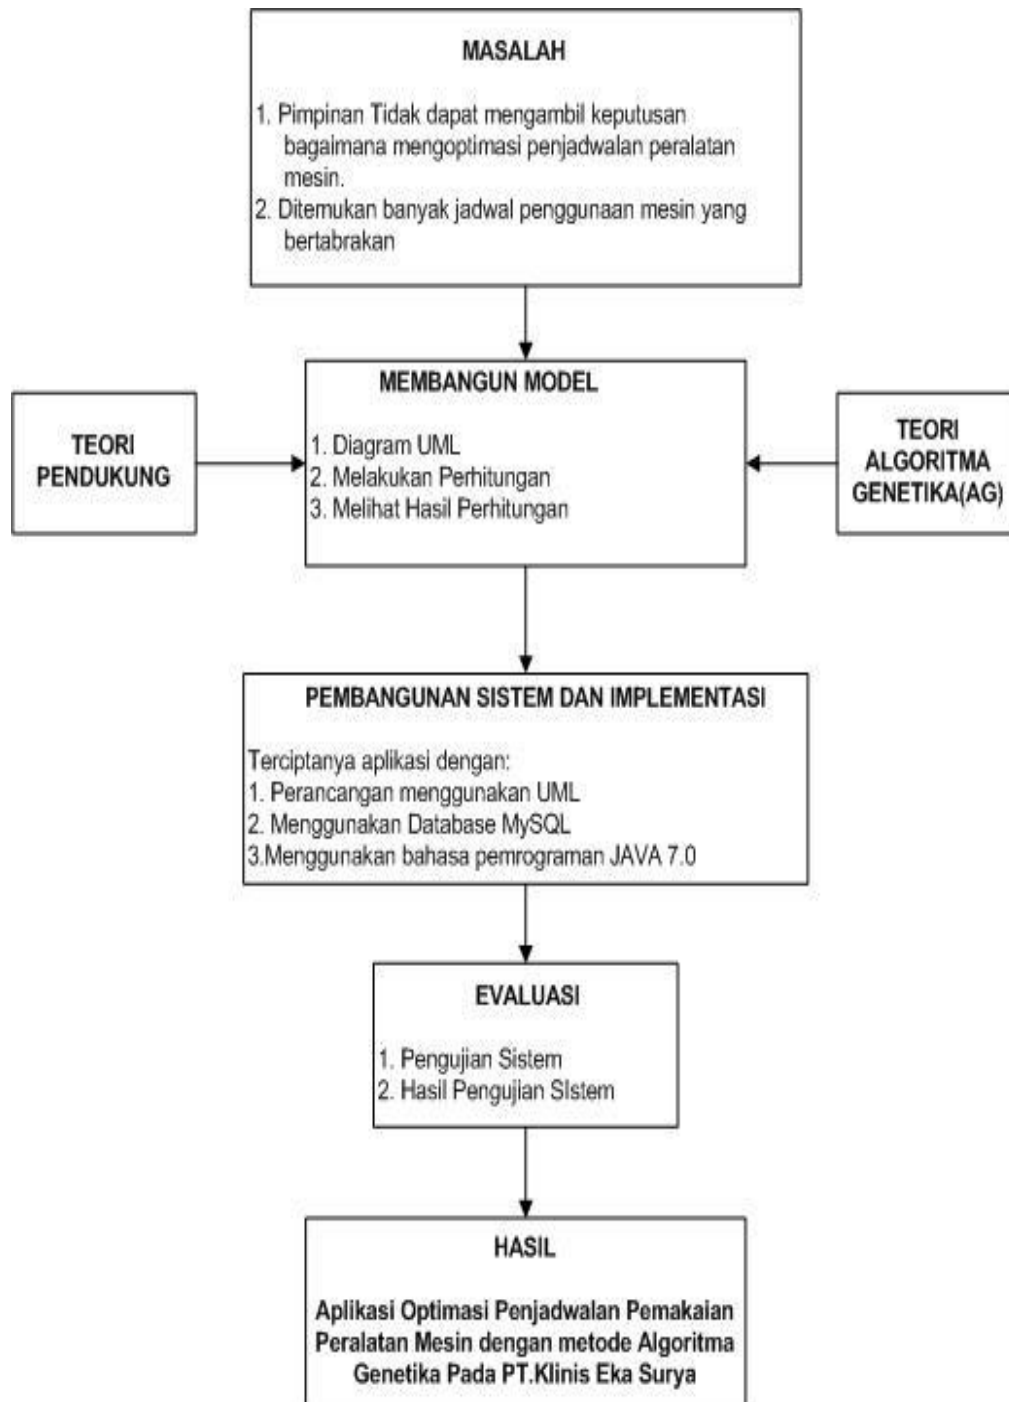 MASALAH
1. Pimpinan Tidak dapat mengambil keputusan
bagaimana mengoptimasi penjadwalan peralatan
mesin.
2. Ditemukan banyak jadwal penggunaan mesin yang
bertabrakan
MEMBANGUN MODEL
1. Diagram UML
2. Melakukan Perhitungan
3. Melihat Hasil Perhitungan
TEORI
PENDUKUNG
TEORI
ALGORITMA
GENETIKA(AG)
PEMBANGUNAN SISTEM DAN IMPLEMENTASI
Terciptanya aplikasi dengan:
1. Perancangan menggunakan UML
2. Menggunakan Database MySQL
3.Menggunakan bahasa pemrograman JAVA 7.0
EVALUASI
1. Pengujian Sistem
2. Hasil Pengujian SIstem
HASIL
Aplikasi Optimasi Penjadwalan Pemakaian
Peralatan Mesin dengan metode Algoritma
Genetika Pada PT.Klinis Eka Surya